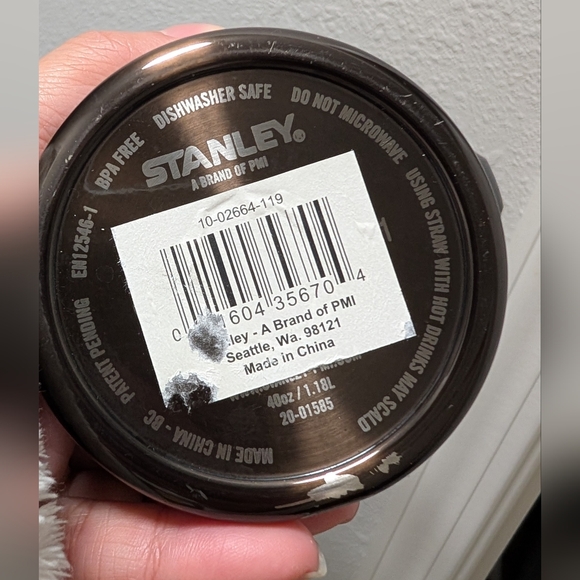 BPA FREE DISHWASHER SAFE DO NOT MICROWAVE USING STRAW WITH HOT DRINKS MAY SCALD
STANLEY®
A BRAND OF PMI
10-02664-119
604 35670 4
ley - A Brand of PMI
Seattle, Wa. 98121
Made in China
40oz / 1.18L
20-01585
MADE IN CHINA - BC PATENT PENDING EN12546-1